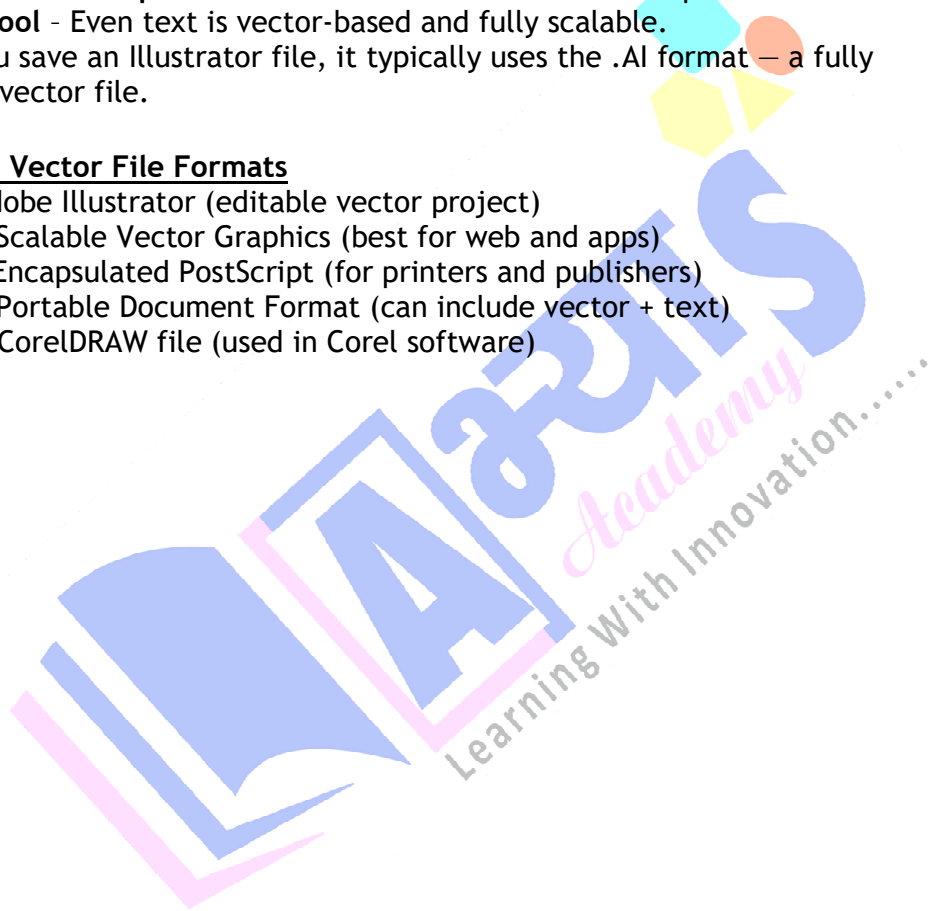 ool – Even text is vector-based and fully scalable.
u save an Illustrator file, it typically uses the .AI format — a fully
vector file.
Vector File Formats
obe Illustrator (editable vector project)
Scalable Vector Graphics (best for web and apps)
Encapsulated PostScript (for printers and publishers)
Portable Document Format (can include vector + text)
CorelDRAW file (used in Corel software)
A
अभ्यास
Academy
Learning With Innovation......